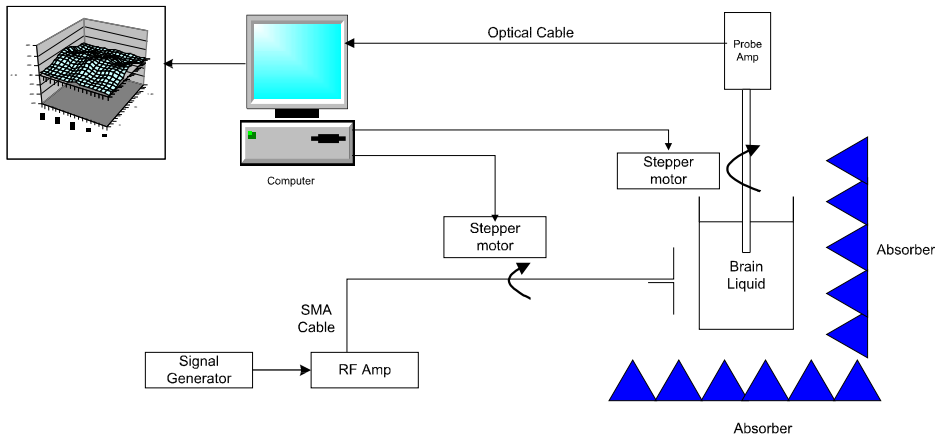 Optical Cable
Probe
Amp
Stepper
motor
Computer
Stepper
motor
Absorber
Brain
Liquid
SMA
Cable
Signal
Generator
RF Amp
Absorber